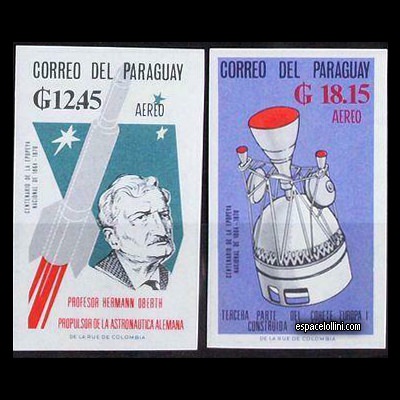 CORREO DEL PARAGUAY
₲12.45
AEREO
CENTENARIO DE LA EPOPEYA
NACIONAL DE 1864-1870
PROFESOR HERMANN OBERTH
PROPULSOR DE LA ASTRONAUTICA ALEMANA
DE LA RUE DE COLOMBIA
CORREO DEL PARAGUAY
₲ 18.15
AEREO
CENTENARIO DE LA EPOPEYA
NACIONAL DE 1864-1870
TERCERA PARTE DEL COHETE EUROPA I
CONSTRUIDA
espacelollini.com
DE LA RUE DE COLOMBIA